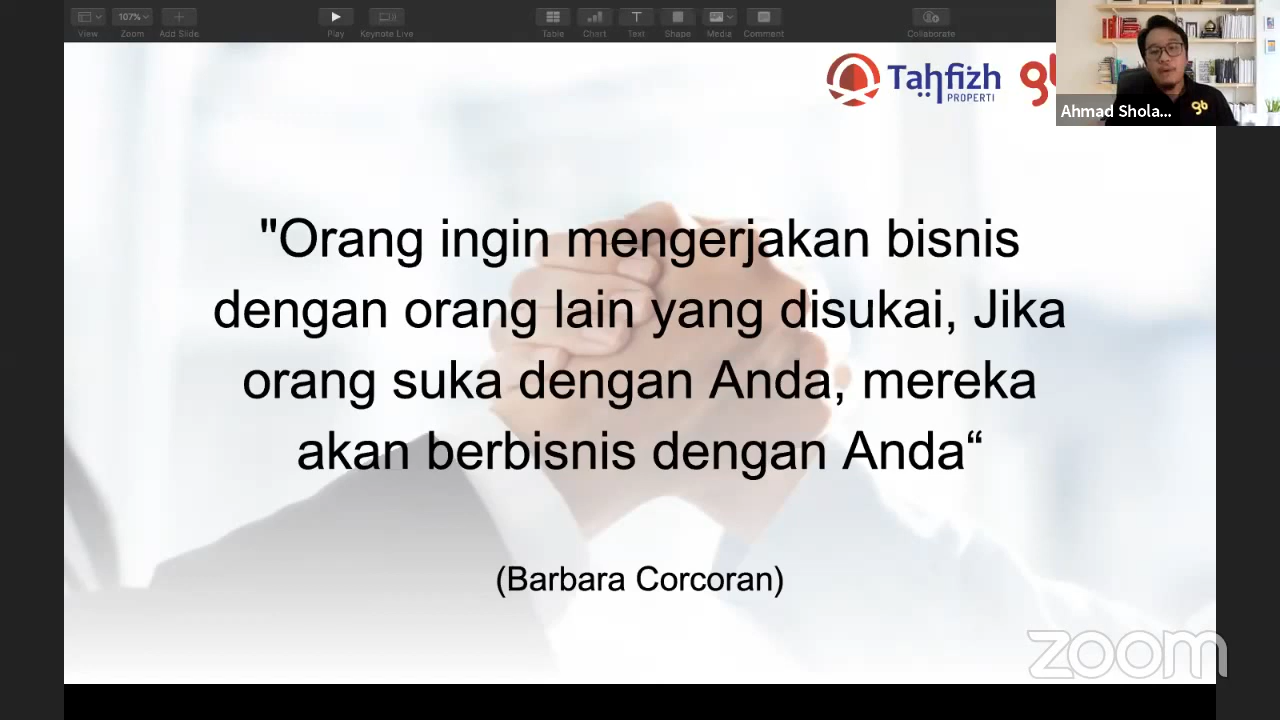 View
107%
Zoom
Add Slide
Play
Keynote Live
Table
Chart
Text
Shape
Media
Comment
Collaborate
Tahfizh
PROPERTI
gb
Ahmad Shola...
gb
"Orang ingin mengerjakan bisnis
dengan orang lain yang disukai, Jika
orang suka dengan Anda, mereka
akan berbisnis dengan Anda“
(Barbara Corcoran)
zoom